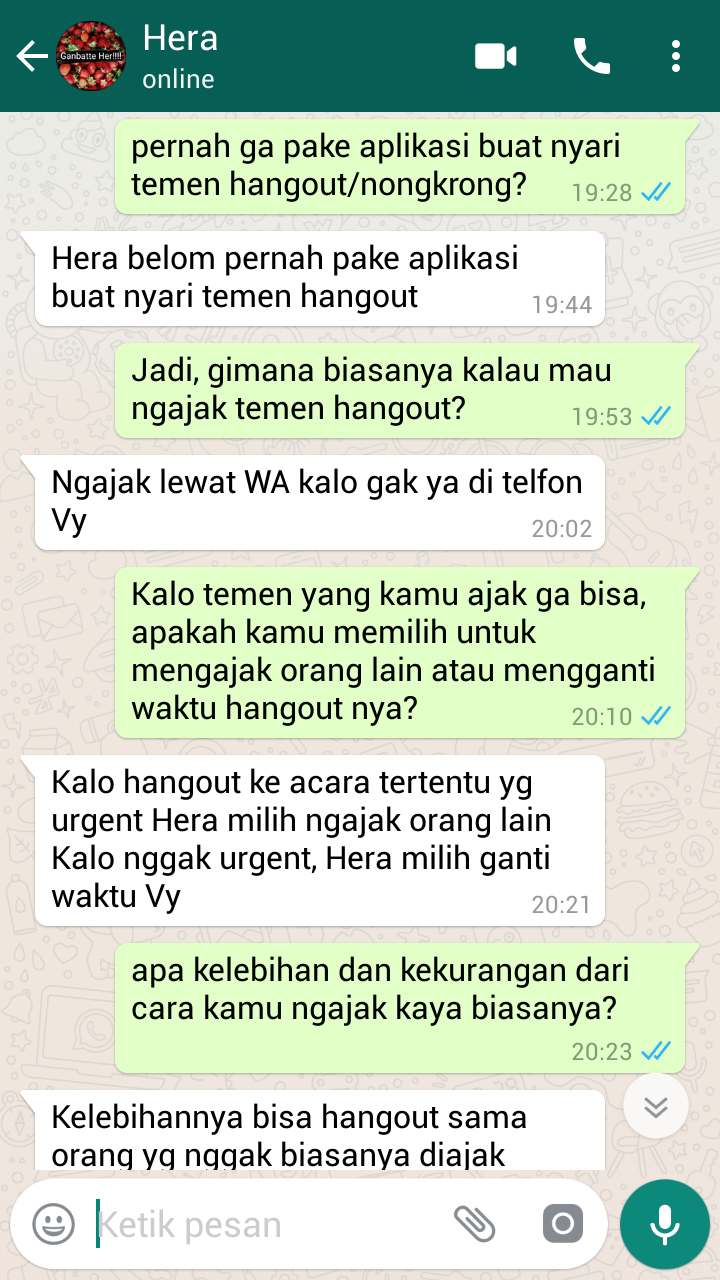 Hera
online
Ganbatte Her!!!!
pernah ga pake aplikasi buat nyari
temen hangout/nongkrong?
19:28
Hera belom pernah pake aplikasi
buat nyari temen hangout
19:44
Jadi, gimana biasanya kalau mau
ngajak temen hangout?
19:53
Ngajak lewat WA kalo gak ya di telfon
Vy
20:02
Kalo temen yang kamu ajak ga bisa,
apakah kamu memilih untuk
mengajak orang lain atau mengganti
waktu hangout nya?
20:10
Kalo hangout ke acara tertentu yg
urgent Hera milih ngajak orang lain
Kalo nggak urgent, Hera milih ganti
waktu Vy
20:21
apa kelebihan dan kekurangan dari
cara kamu ngajak kaya biasanya?
20:23
Kelebihannya bisa hangout sama
orang yg nggak biasanya diajak
Ketik pesan